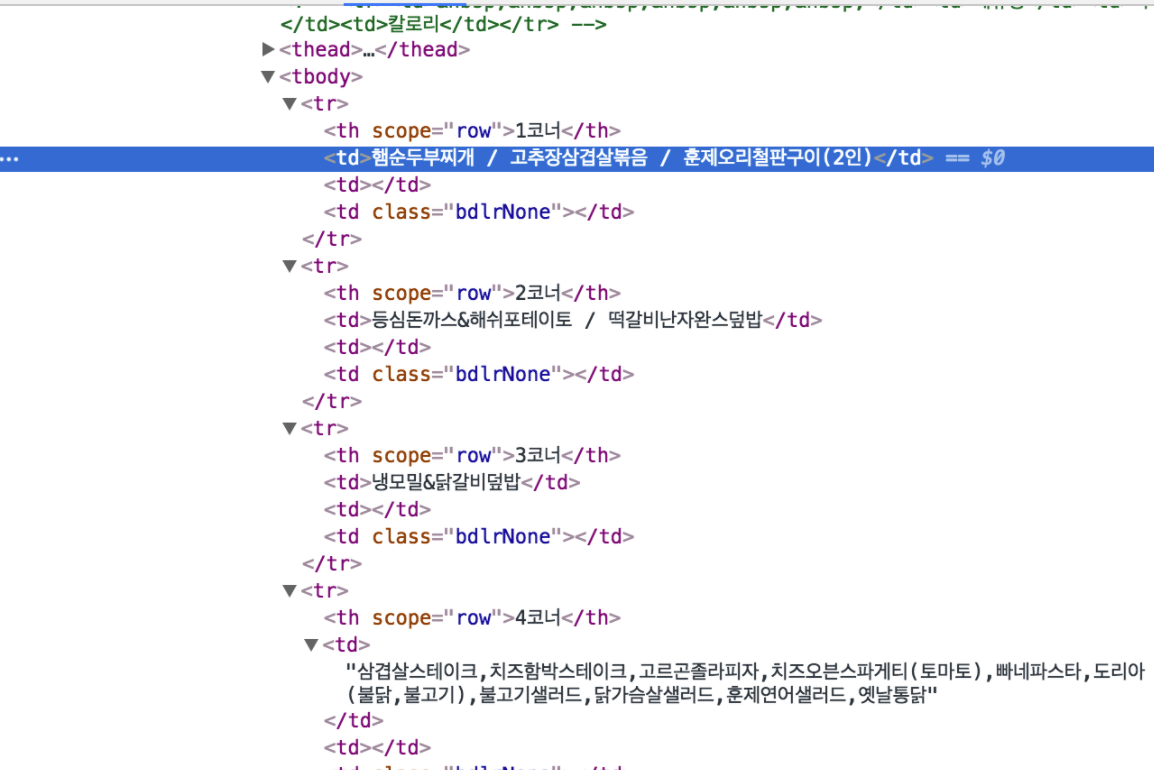 </td><td>칼로리</td></tr> -->
▶<thead>…</thead>
▼<tbody>
▼<tr>
<th scope="row">1코너</th>
<td>햄순두부찌개 / 고추장삼겹살볶음 / 훈제오리철판구이(2인)</td> == $0
<td></td>
<td class="bdlrNone"></td>
</tr>
▼<tr>
<th scope="row">2코너</th>
<td>등심돈까스&해쉬포테이토 / 떡갈비난자완스덮밥</td>
<td></td>
<td class="bdlrNone"></td>
</tr>
▼<tr>
<th scope="row">3코너</th>
<td>냉모밀&닭갈비덮밥</td>
<td></td>
<td class="bdlrNone"></td>
</tr>
▼<tr>
<th scope="row">4코너</th>
▼<td>
"삼겹살스테이크,치즈함박스테이크,고르곤졸라피자,치즈오븐스파게티(토마토),빠네파스타,도리아
(불닭,불고기),불고기샐러드,닭가슴살샐러드,훈제연어샐러드,옛날통닭"
</td>
<td></td>